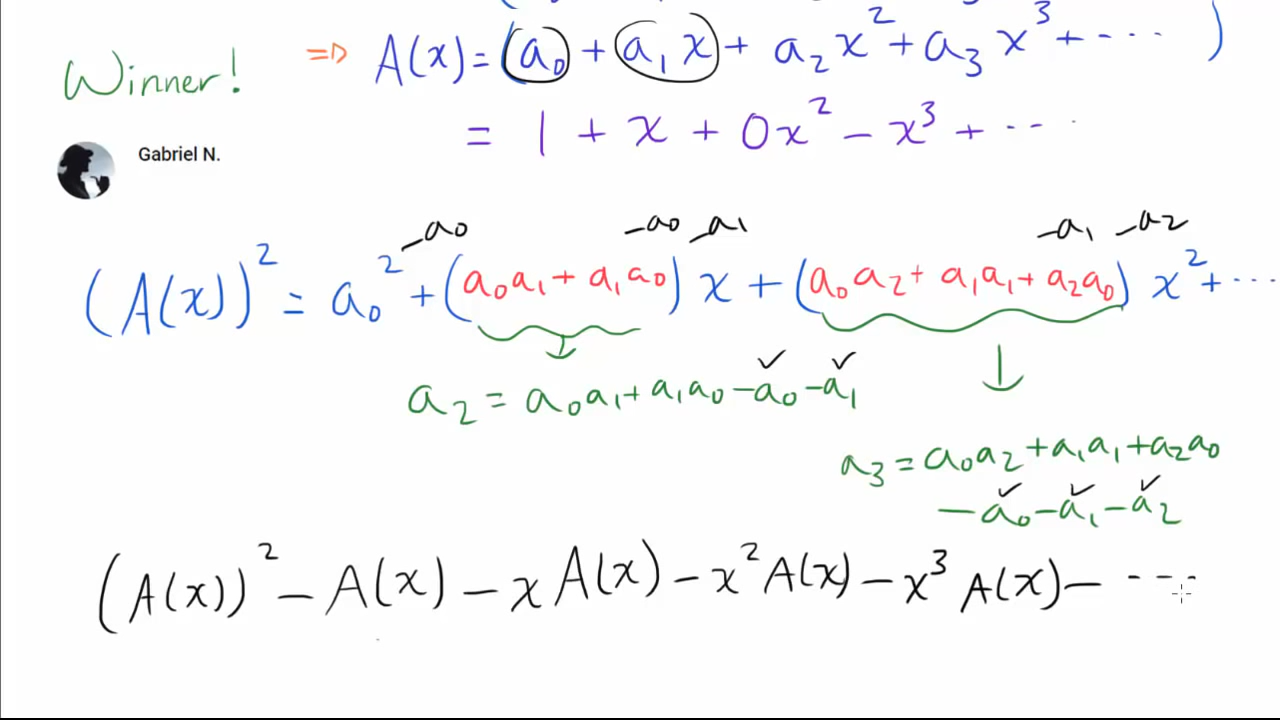 Winner! ⇒ A(x) = (a₀ + a₁x + a₂x² + a₃x³ + ···· )
= 1 + x + 0x² − x³ + ···
Gabriel N.
−a₀ −a₀ −a₁ −a₁ −a₂
(A(x))² = a₀² + (a₀a₁ + a₁a₀) x + (a₀a₂ + a₁a₁ + a₂a₀) x² + ···
a₂ = a₀a₁ + a₁a₀ − a₀ − a₁
a₃ = a₀a₂ + a₁a₁ + a₂a₀
− a₀ − a₁ − a₂
(A(x))² − A(x) − x A(x) − x² A(x) − x³ A(x) − ---